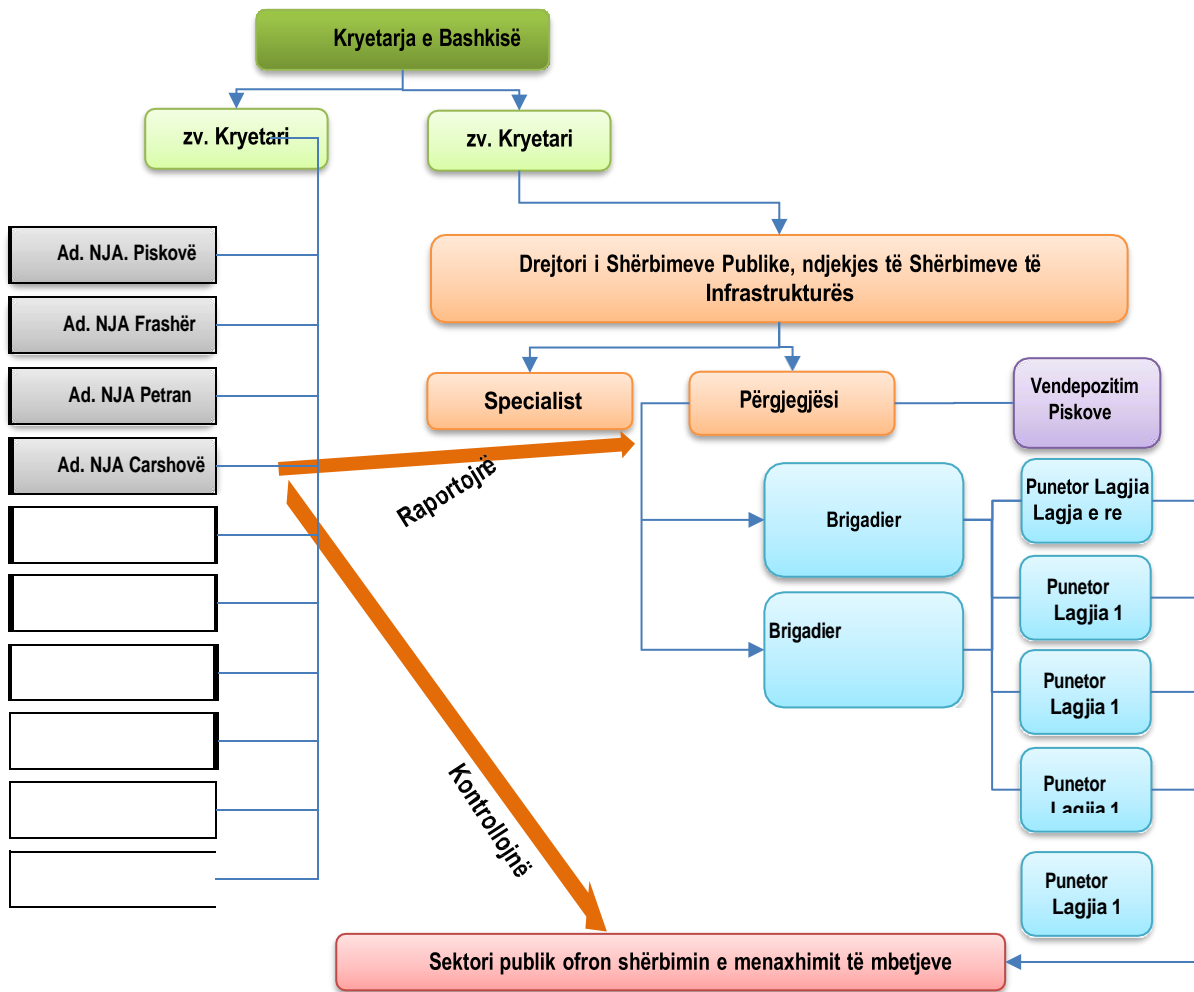 Kryetarja e Bashkisë
zv. Kryetari
zv. Kryetari
Ad. NJA. Piskovë
Ad. NJA Frashër
Ad. NJA Petran
Ad. NJA Carshovë
Drejtori i Shërbimeve Publike, ndjekjes të Shërbimeve të
Infrastrukturës
Specialist
Përgjegjësi
Vendepozitim
Piskove
Raportojnë
Brigadier
Brigadier
Punetor Lagjia
Lagja e re
Punetor
Lagjia 1
Punetor
Lagjia 1
Punetor
Lagjia 1
Punetor
Lagjia 1
Kontrollojnë
Sektori publik ofron shërbimin e menaxhimit të mbetjeve